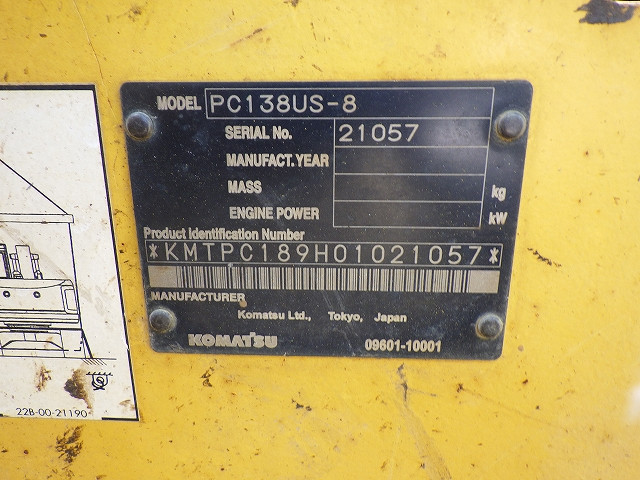 MODEL PC138US-8
SERIAL No. 21057
MANUFACT. YEAR
MASS kg
ENGINE POWER kW
Product Identification Number
*KMTPC189H01021057*
MANUFACTURER
Komatsu Ltd., Tokyo, Japan
KOMATSU 09601-10001
22B-00-21190